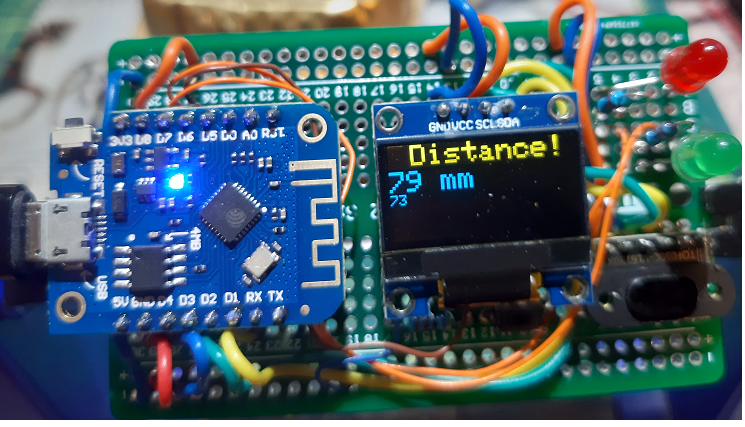 3V3 D8 D7 D6 D5 D0 A0 RST
RESET
4MB
USB
5V GND D4 D3 D2 D1 RX TX
GND VCC SCL SDA
Distance!
79 mm
73